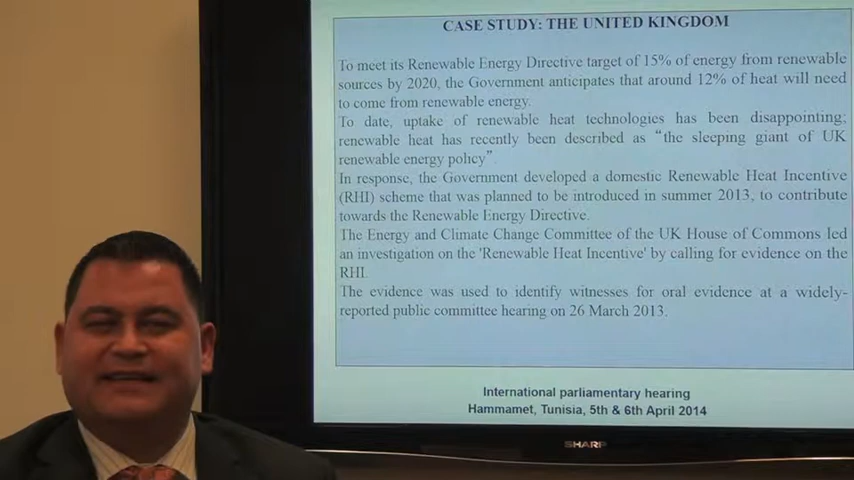 CASE STUDY: THE UNITED KINGDOM
To meet its Renewable Energy Directive target of 15% of energy from renewable
sources by 2020, the Government anticipates that around 12% of heat will need
to come from renewable energy.
To date, uptake of renewable heat technologies has been disappointing;
renewable heat has recently been described as “the sleeping giant of UK
renewable energy policy”.
In response, the Government developed a domestic Renewable Heat Incentive
(RHI) scheme that was planned to be introduced in summer 2013, to contribute
towards the Renewable Energy Directive.
The Energy and Climate Change Committee of the UK House of Commons led
an investigation on the 'Renewable Heat Incentive' by calling for evidence on the
RHI.
The evidence was used to identify witnesses for oral evidence at a widely-
reported public committee hearing on 26 March 2013.
International parliamentary hearing
Hammamet, Tunisia, 5th & 6th April 2014
SHARP